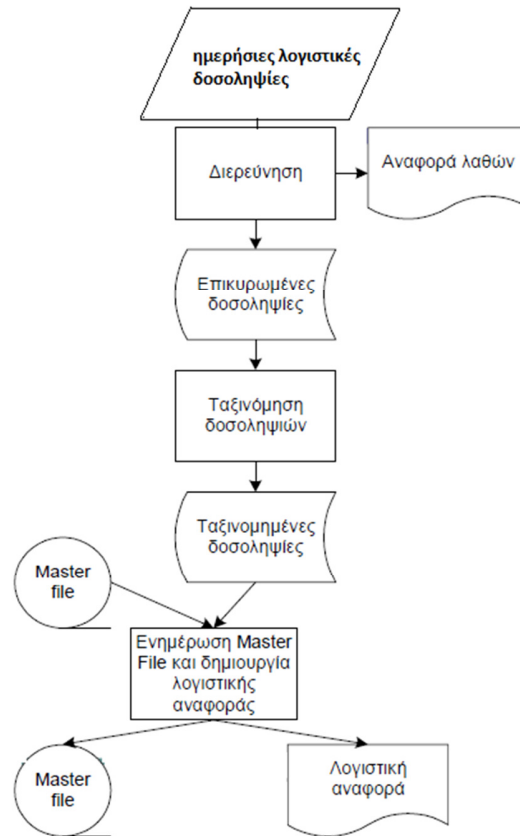 ημερήσιες λογιστικές
δοσοληψίες
Διερεύνηση
Αναφορά λαθών
Επικυρωμένες
δοσοληψίες
Ταξινόμηση
δοσοληψιών
Ταξινομημένες
δοσοληψίες
Master
file
Ενημέρωση Master
File και δημιουργία
λογιστικής
αναφοράς
Master
file
Λογιστική
αναφορά